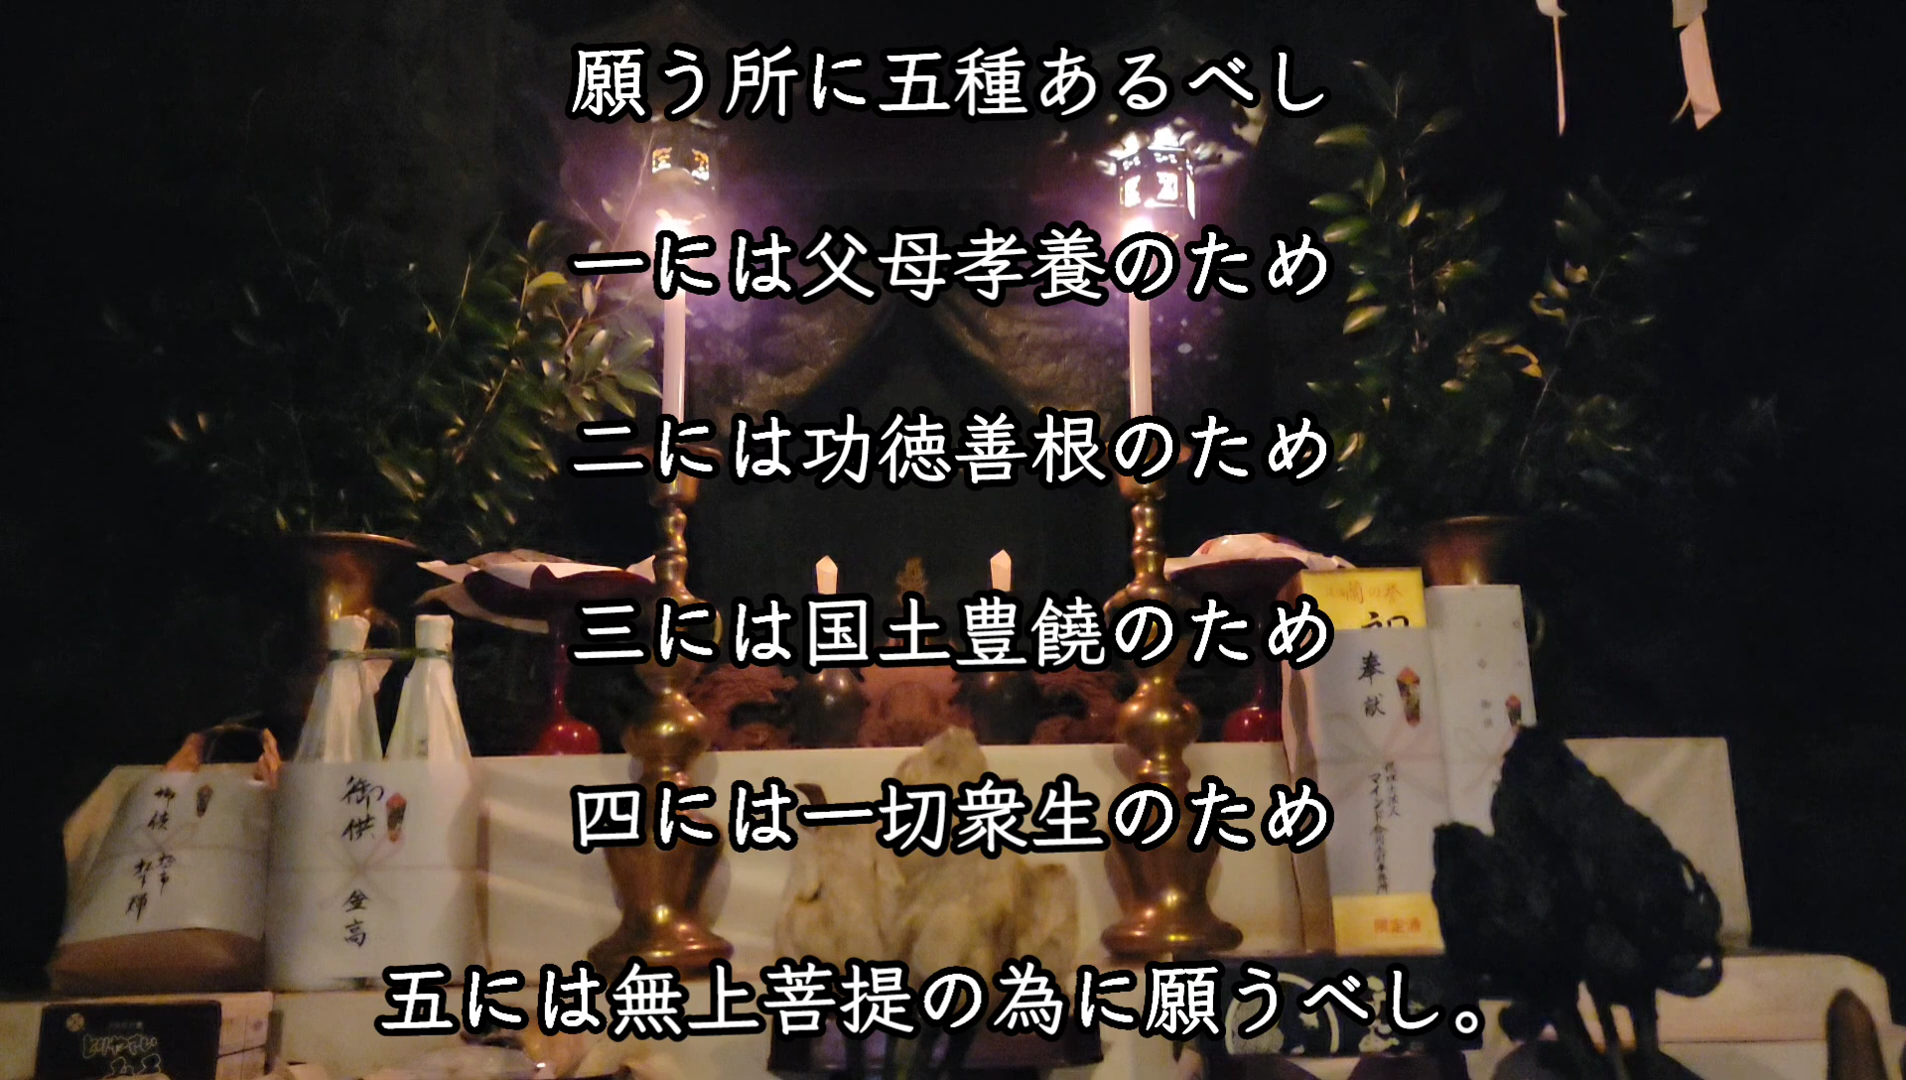 願う所に五種あるべし
一には父母孝養のため
二には功徳善根のため
三には国土豊饒のため
四には一切衆生のため
五には無上菩提の為に願うべし。
御供
金高
奉献
限定酒